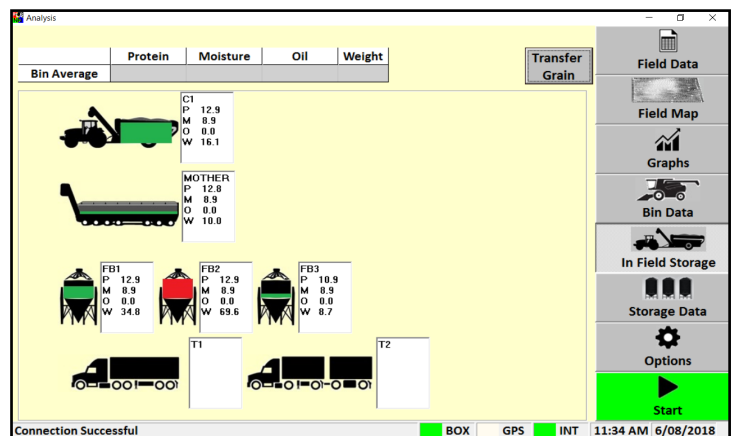 Analysis
Protein Moisture Oil Weight
Bin Average
Transfer
Grain
Field Data
Field Map
Graphs
Bin Data
In Field Storage
Storage Data
Options
Start
C1
P 12.9
M 8.9
O 0.0
W 16.1
MOTHER
P 12.8
M 8.9
O 0.0
W 10.0
FB1
P 12.9
M 8.9
O 0.0
W 34.8
FB2
P 12.9
M 8.9
O 0.0
W 69.6
FB3
P 10.9
M 8.9
O 0.0
W 8.7
T1
T2
Connection Successful BOX GPS INT 11:34 AM 6/08/2018